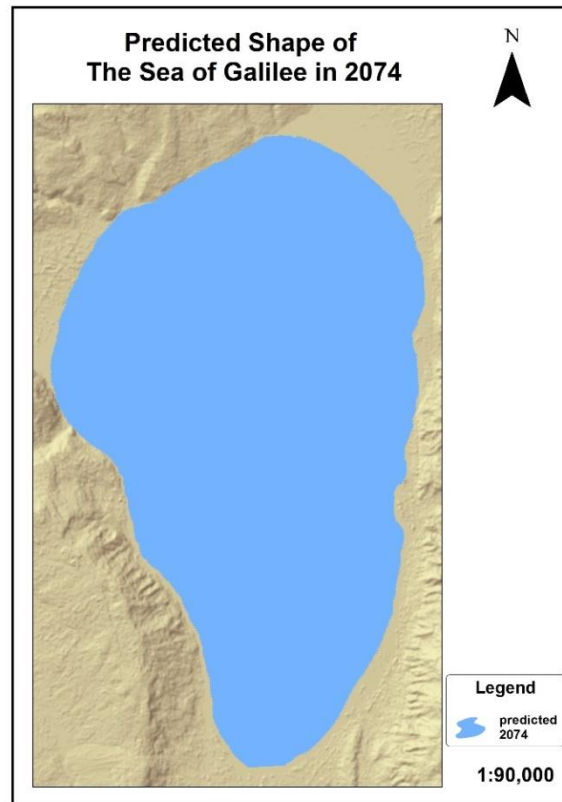 Predicted Shape of
The Sea of Galilee in 2074
N
Legend
predicted
2074
1:90,000